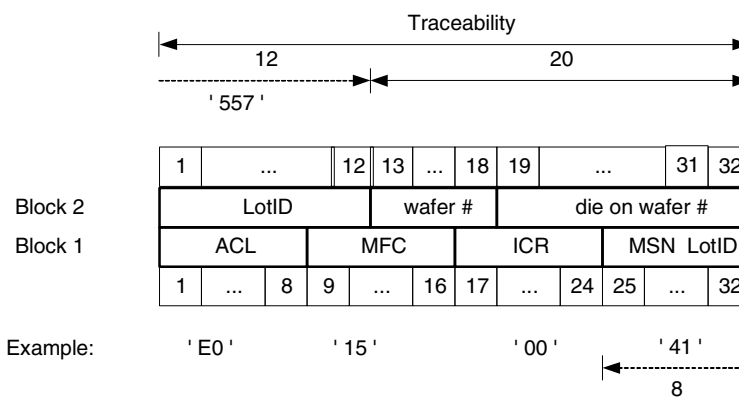 Traceability
12 20
' 557 '
1 ... 12 13 ... 18 19 ... 31 32
Block 2 LotID wafer # die on wafer #
Block 1 ACL MFC ICR MSN LotID
1 ... 8 9 ... 16 17 ... 24 25 ... 32
Example: ' E0 ' ' 15 ' ' 00 ' ' 41 '
8